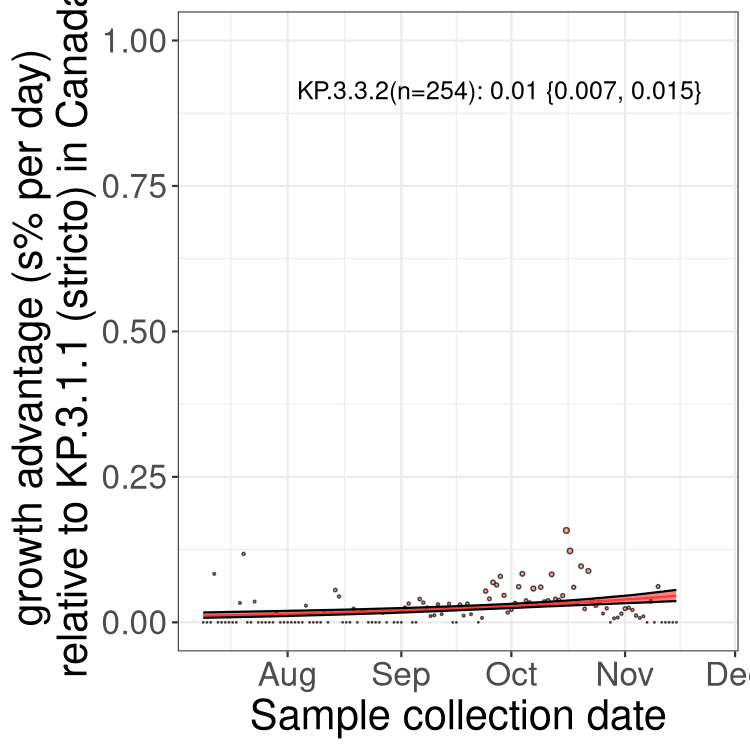 growth advantage (s% per day)
relative to KP.3.1.1 (stricto) in Canada
1.00
0.75
0.50
0.25
0.00
KP.3.3.2(n=254): 0.01 {0.007, 0.015}
Aug Sep Oct Nov De
Sample collection date